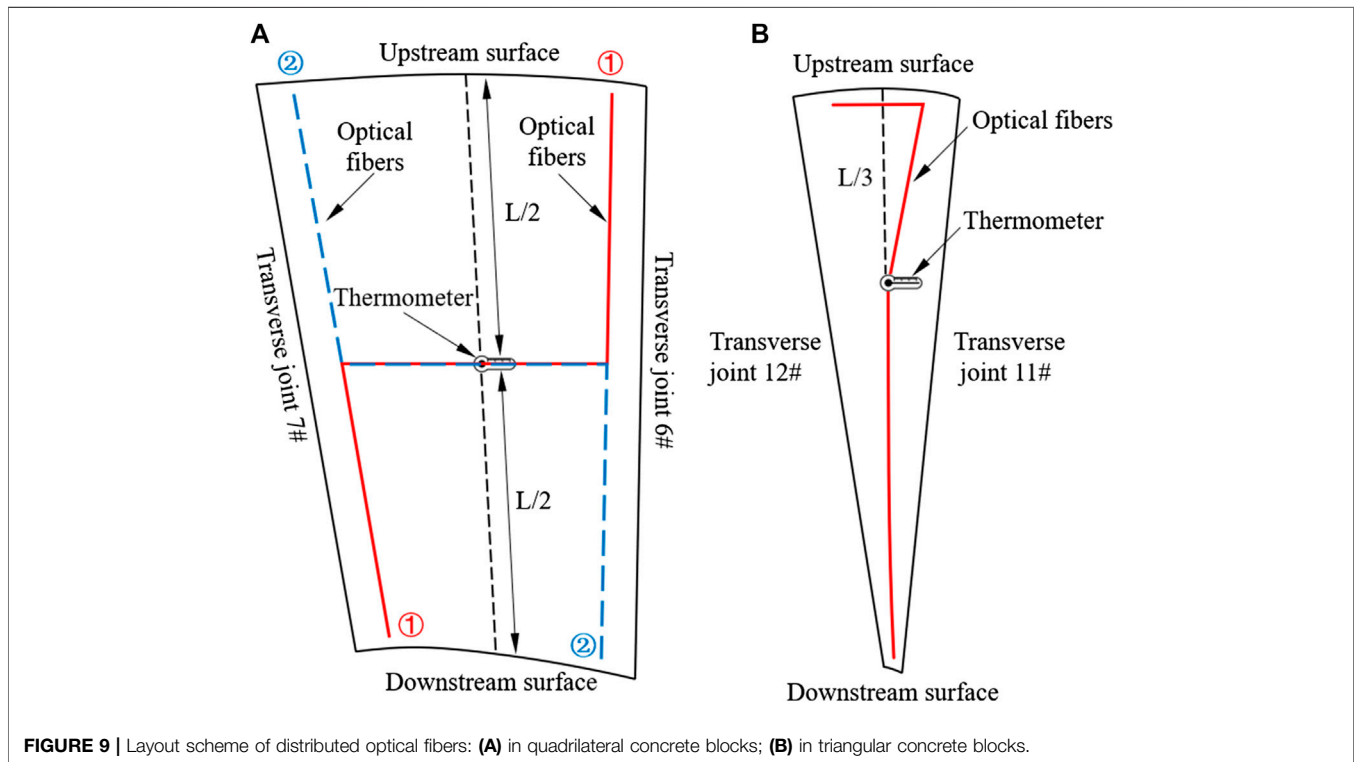 A
Upstream surface
②
①
Optical
fibers
Optical
fibers
L/2
Transverse joint 7#
Thermometer
Transverse joint 6#
L/2
①
②
Downstream surface
B
Upstream surface
Optical fibers
L/3
Thermometer
Transverse
joint 12#
Transverse
joint 11#
Downstream surface
FIGURE 9 | Layout scheme of distributed optical fibers: (A) in quadrilateral concrete blocks; (B) in triangular concrete blocks.